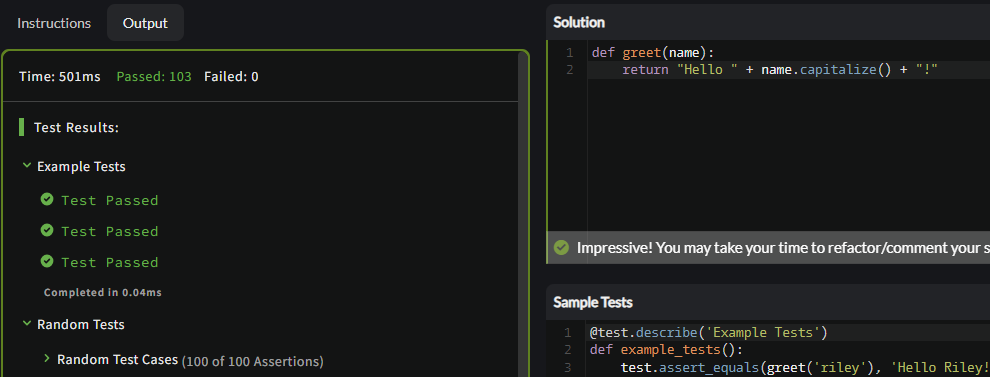 Instructions Output
Time: 501ms Passed: 103 Failed: 0
Test Results:
Example Tests
Test Passed
Test Passed
Test Passed
Completed in 0.04ms
Random Tests
Random Test Cases (100 of 100 Assertions)
Solution
1 def greet(name):
2 return "Hello " + name.capitalize() + "!"
Impressive! You may take your time to refactor/comment your s
Sample Tests
1 @test.describe('Example Tests')
2 def example_tests():
3 test.assert_equals(greet('riley'), 'Hello Riley!